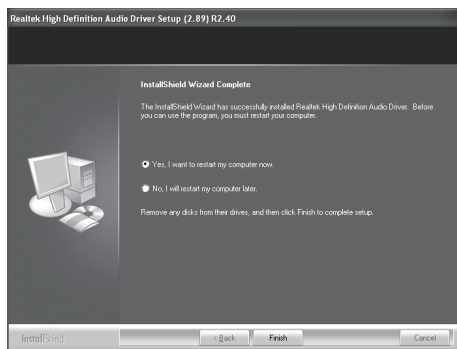 Realtek High Definition Audio Driver Setup (2.89) R2.40
InstallShield Wizard Complete
The InstallShield Wizard has successfully installed Realtek High Definition Audio Driver. Before
you can use the program, you must restart your computer.
Yes, I want to restart my computer now.
No, I will restart my computer later.
Remove any disks from their drives, and then click Finish to complete setup.
InstallShield
< Back
Finish
Cancel